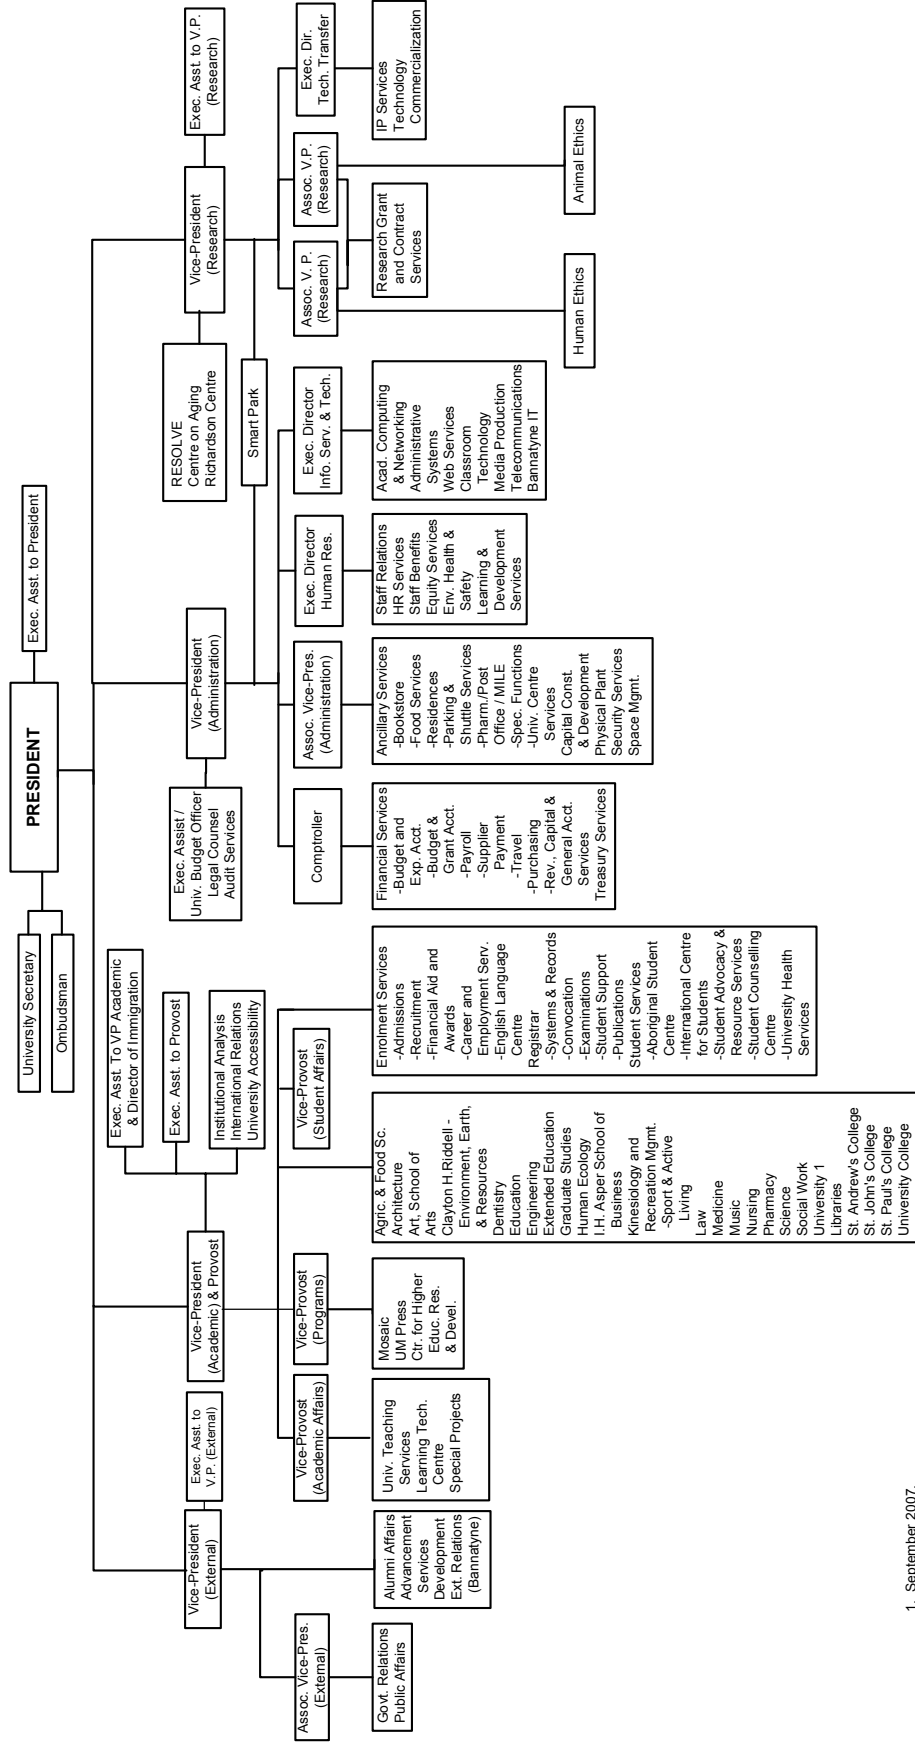 PRESIDENT
Exec. Asst. to President
University Secretary
Ombudsman
Vice-President
(External)
Exec. Asst. to
V.P. (External)
Vice-President
(Academic) & Provost
Exec. Asst. To VP Academic
& Director of Immigration
Exec. Asst. to Provost
Institutional Analysis
International Relations
University Accessibility
Vice-President
(Administration)
Exec. Assist /
Univ. Budget Officer
Legal Counsel
Audit Services
Vice-President
(Research)
Exec. Asst. to V.P.
(Research)
RESOLVE
Centre on Aging
Richardson Centre
Smart Park
Assoc. Vice-Pres.
(External)
Govt. Relations
Public Affairs
Alumni Affairs
Advancement
Services
Development
Ext. Relations
(Bannatyne)
Vice-Provost
(Academic Affairs)
Univ. Teaching
Services
Learning Tech.
Centre
Special Projects
Vice-Provost
(Programs)
Mosaic
UM Press
Ctr. for Higher
Educ. Res.
& Devel.
Agric. & Food Sc.
Architecture
Art, School of
Arts
Clayton H.Riddell -
Environment, Earth,
& Resources
Dentistry
Education
Engineering
Extended Education
Graduate Studies
Human Ecology
I.H. Asper School of
Business
Kinesiology and
Recreation Mgmt.
-Sport & Active
Living
Law
Medicine
Music
Nursing
Pharmacy
Science
Social Work
University 1
Libraries
St. Andrew's College
St. John's College
St. Paul's College
University College
Vice-Provost
(Student Affairs)
Enrolment Services
-Admissions
-Recruitment
-Financial Aid and
Awards
-Career and
Employment Serv.
-English Language
Centre
Registrar
-Systems & Records
-Convocation
-Examinations
-Student Support
-Publications
Student Services
-Aboriginal Student
Centre
-International Centre
for Students
-Student Advocacy &
Resource Services
-Student Counselling
Centre
-University Health
Services
Comptroller
Financial Services
-Budget and
Exp. Acct.
-Budget &
Grant Acct.
-Payroll
-Supplier
Payment
-Travel
-Purchasing
-Rev., Capital &
General Acct.
Services
Treasury Services
Assoc. Vice-Pres.
(Administration)
Ancillary Services
-Bookstore
-Food Services
-Residences
-Parking &
Shuttle Services
-Pharm./Post
Office / MILE
-Spec. Functions
-Univ. Centre
Services
Capital Const.
& Development
Physical Plant
Security Services
Space Mgmt.
Exec. Director
Human Res.
Staff Relations
HR Services
Staff Benefits
Equity Services
Env. Health &
Safety
Learning &
Development
Services
Exec. Director
Info. Serv. & Tech.
Acad. Computing
& Networking
Administrative
Systems
Web Services
Classroom
Technology
Media Production
Telecommunications
Bannatyne IT
Assoc. V. P.
(Research)
Assoc. V.P.
(Research)
Research Grant
and Contract
Services
Human Ethics
Animal Ethics
Exec. Dir.
Tech. Transfer
IP Services
Technology
Commercialization
1. September 2007.